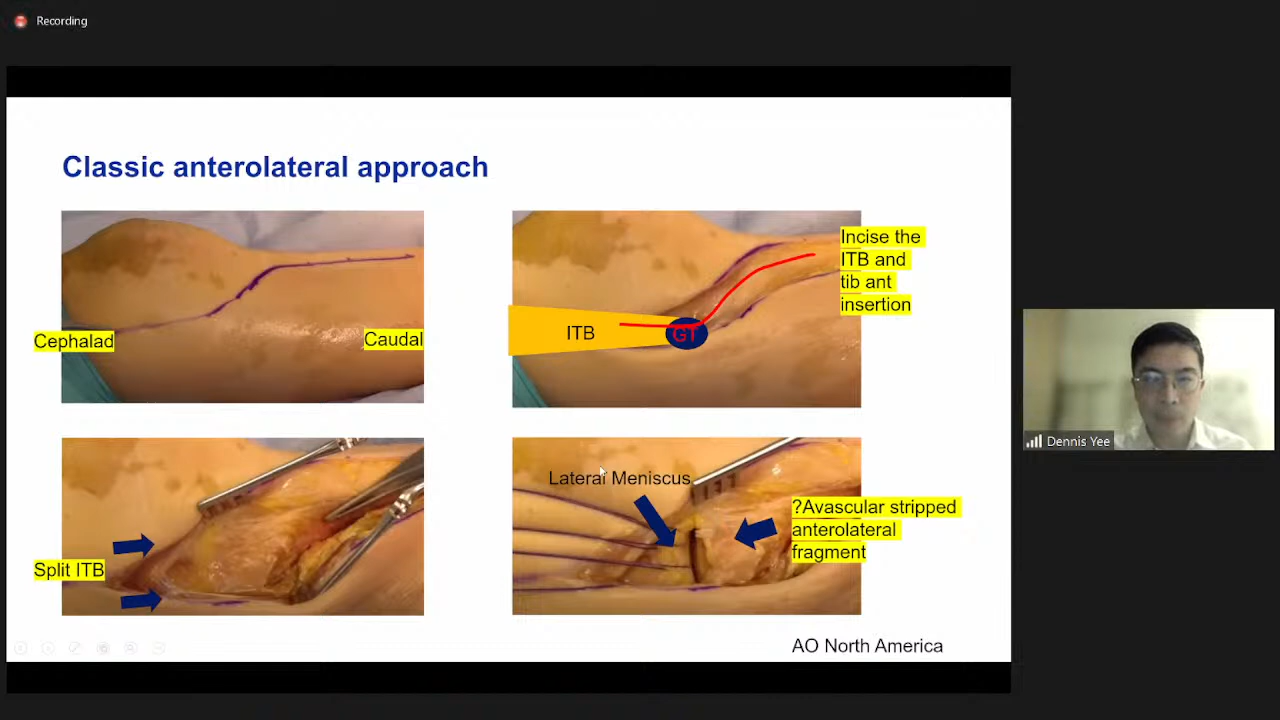 Recording
Classic anterolateral approach
Cephalad
Caudal
ITB
GT
Incise the
ITB and
tib ant
insertion
Split ITB
Lateral Meniscus
?Avascular stripped
anterolateral
fragment
AO North America
Dennis Yee